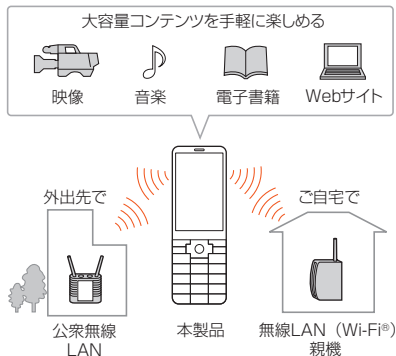 大容量コンテンツを手軽に楽しめる
映像
音楽
電子書籍
Webサイト
外出先で
ご自宅で
公衆無線
LAN
本製品
無線LAN（Wi-Fi®）
親機